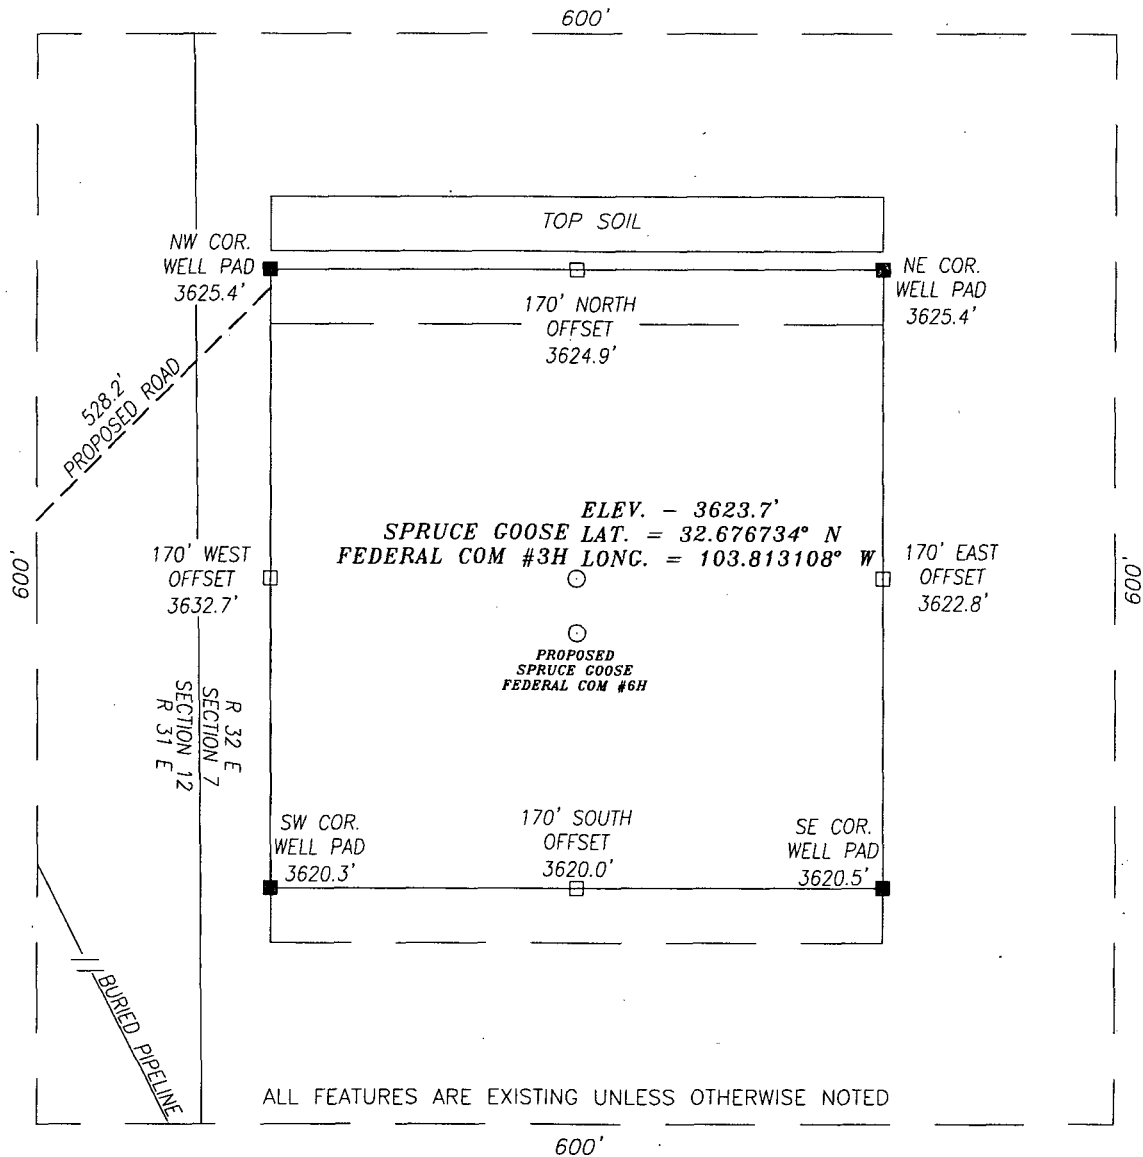 600'
TOP SOIL
NW COR.
WELL PAD
3625.4'
NE COR.
WELL PAD
3625.4'
170' NORTH
OFFSET
3624.9'
528.2'
PROPOSED ROAD
ELEV. - 3623.7'
SPRUCE GOOSE LAT. = 32.676734° N
FEDERAL COM #3H LONG. = 103.813108° W
170' WEST
OFFSET
3632.7'
170' EAST
OFFSET
3622.8'
600'
600'
PROPOSED
SPRUCE GOOSE
FEDERAL COM #6H
R 32 E
SECTION 7
SECTION 12
R 31 E
SW COR.
WELL PAD
3620.3'
170' SOUTH
OFFSET
3620.0'
SE COR.
WELL PAD
3620.5'
BURIED PIPELINE
ALL FEATURES ARE EXISTING UNLESS OTHERWISE NOTED
600'